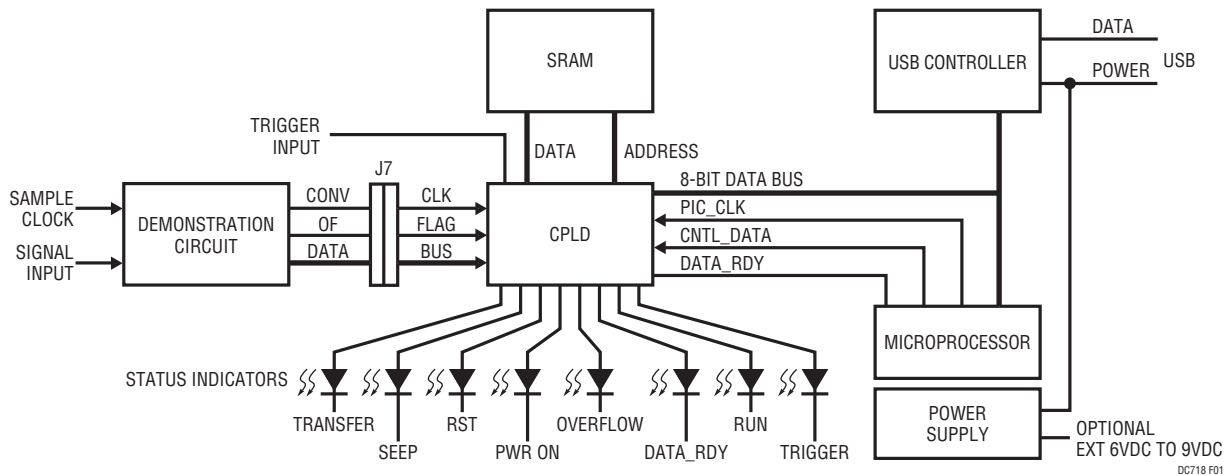 SRAM
USB CONTROLLER
DATA
POWER
USB
TRIGGER
INPUT
DATA
ADDRESS
J7
SAMPLE
CLOCK
SIGNAL
INPUT
DEMONSTRATION
CIRCUIT
CONV
OF
DATA
CLK
FLAG
BUS
CPLD
8-BIT DATA BUS
PIC_CLK
CNTL_DATA
DATA_RDY
MICROPROCESSOR
STATUS INDICATORS
TRANSFER
SEEP
RST
PWR ON
OVERFLOW
DATA_RDY
RUN
TRIGGER
POWER
SUPPLY
OPTIONAL
EXT 6VDC TO 9VDC
DC718 F01